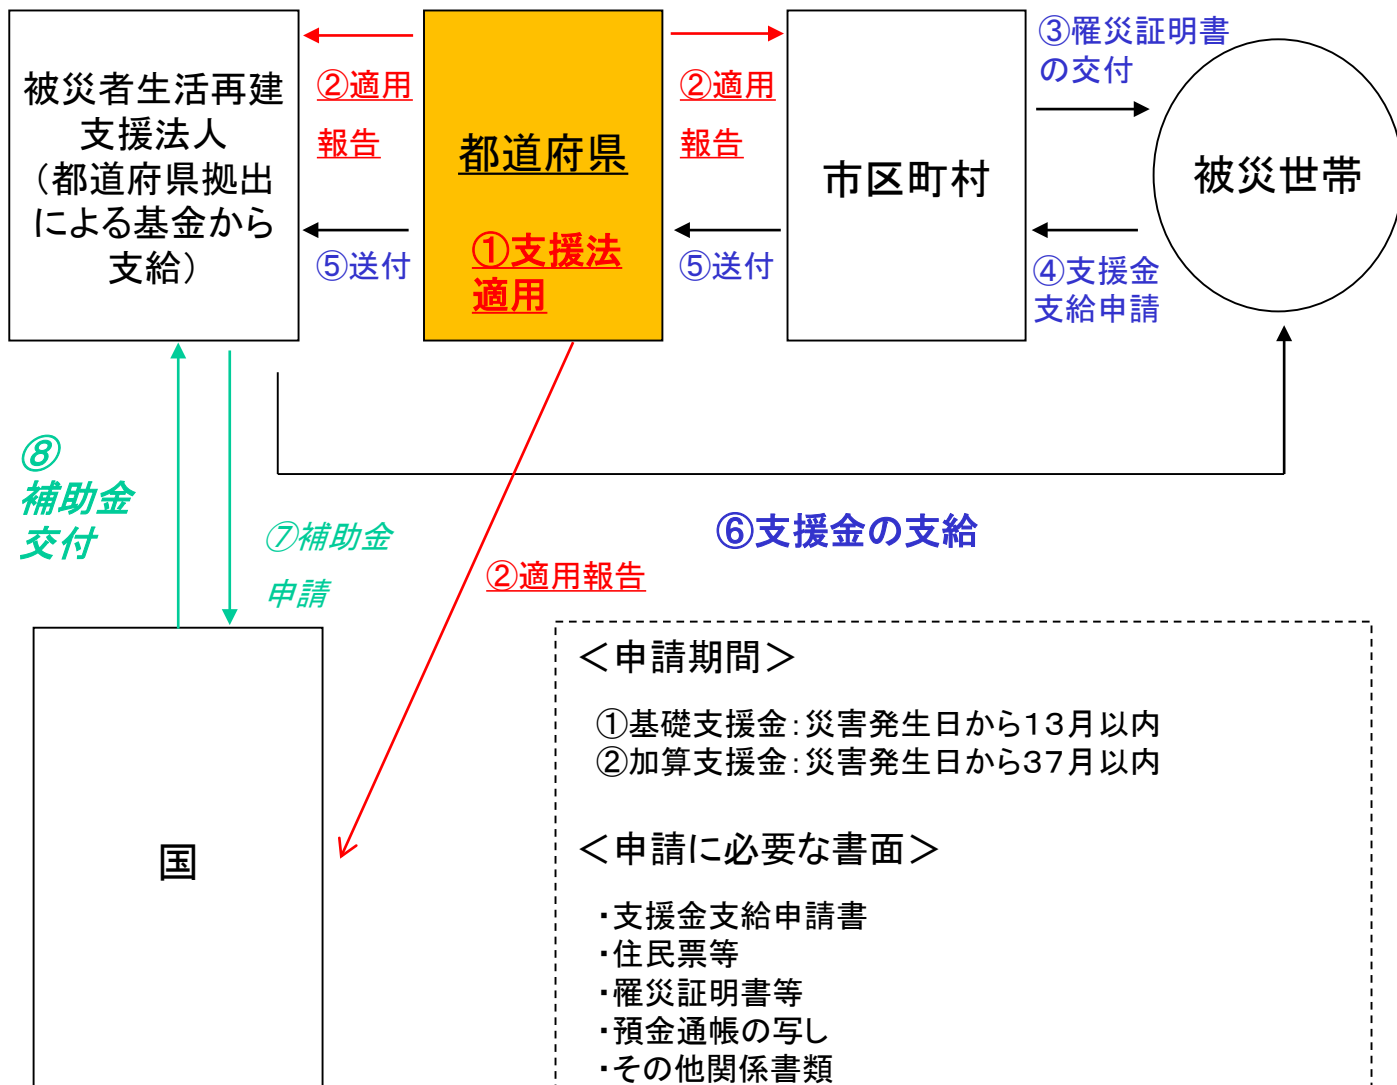 被災者生活再建
支援法人
（都道府県拠出
による基金から
支給）
②適用
報告
⑤送付
都道府県
①支援法
適用
②適用
報告
⑤送付
市区町村
③罹災証明書
の交付
④支援金
支給申請
被災世帯
⑧
補助金
交付
⑦補助金
申請
②適用報告
⑥支援金の支給
国
＜申請期間＞
①基礎支援金：災害発生日から13月以内
②加算支援金：災害発生日から37月以内
＜申請に必要な書面＞
・支援金支給申請書
・住民票等
・罹災証明書等
・預金通帳の写し
・その他関係書類